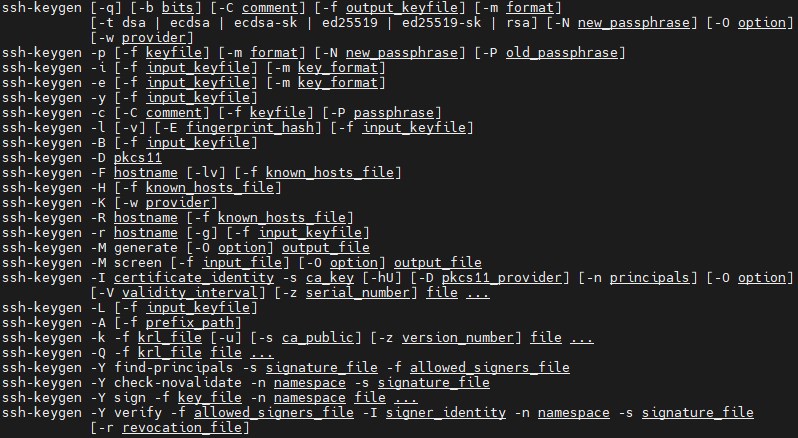 ssh-keygen [-q] [-b bits] [-C comment] [-f output_keyfile] [-m format]
[-t dsa | ecdsa | ecdsa-sk | ed25519 | ed25519-sk | rsa] [-N new_passphrase] [-O option]
[-w provider]
ssh-keygen -p [-f keyfile] [-m format] [-N new_passphrase] [-P old_passphrase]
ssh-keygen -i [-f input_keyfile] [-m key_format]
ssh-keygen -e [-f input_keyfile] [-m key_format]
ssh-keygen -y [-f input_keyfile]
ssh-keygen -c [-C comment] [-f keyfile] [-P passphrase]
ssh-keygen -l [-v] [-E fingerprint_hash] [-f input_keyfile]
ssh-keygen -B [-f input_keyfile]
ssh-keygen -D pkcs11
ssh-keygen -F hostname [-lv] [-f known_hosts_file]
ssh-keygen -H [-f known_hosts_file]
ssh-keygen -K [-w provider]
ssh-keygen -R hostname [-f known_hosts_file]
ssh-keygen -r hostname [-g] [-f input_keyfile]
ssh-keygen -M generate [-O option] output_file
ssh-keygen -M screen [-f input_file] [-O option] output_file
ssh-keygen -I certificate_identity -s ca_key [-hU] [-D pkcs11_provider] [-n principals] [-O option]
[-V validity_interval] [-z serial_number] file ...
ssh-keygen -L [-f input_keyfile]
ssh-keygen -A [-f prefix_path]
ssh-keygen -k -f krl_file [-u] [-s ca_public] [-z version_number] file ...
ssh-keygen -Q -f krl_file file ...
ssh-keygen -Y find-principals -s signature_file -f allowed_signers_file
ssh-keygen -Y check-novalidate -n namespace -s signature_file
ssh-keygen -Y sign -f key_file -n namespace file ...
ssh-keygen -Y verify -f allowed_signers_file -I signer_identity -n namespace -s signature_file
[-r revocation_file]